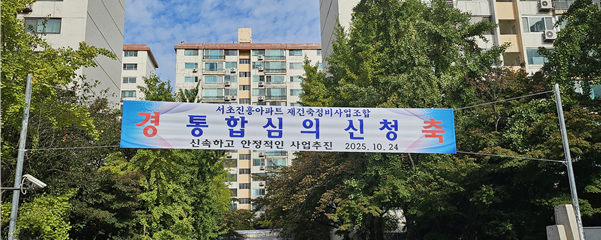 서초진흥아파트 재건축정비사업조합
경 통합심의 신청 축
신속하고 안정적인 사업추진 2025. 10. 24